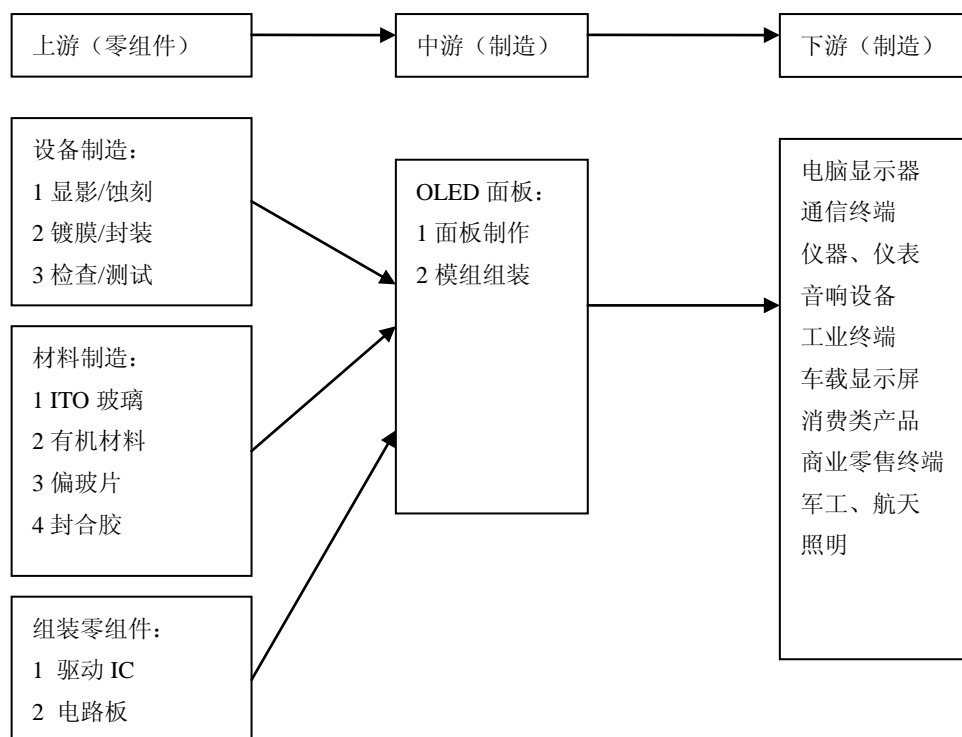 上游（零组件）
中游（制造）
下游（制造）
设备制造：
1 显影/蚀刻
2 镀膜/封装
3 检查/测试
材料制造：
1 ITO 玻璃
2 有机材料
3 偏玻片
4 封合胶
组装零组件：
1 驱动 IC
2 电路板
OLED 面板：
1 面板制作
2 模组组装
电脑显示器
通信终端
仪器、仪表
音响设备
工业终端
车载显示屏
消费类产品
商业零售终端
军工、航天
照明